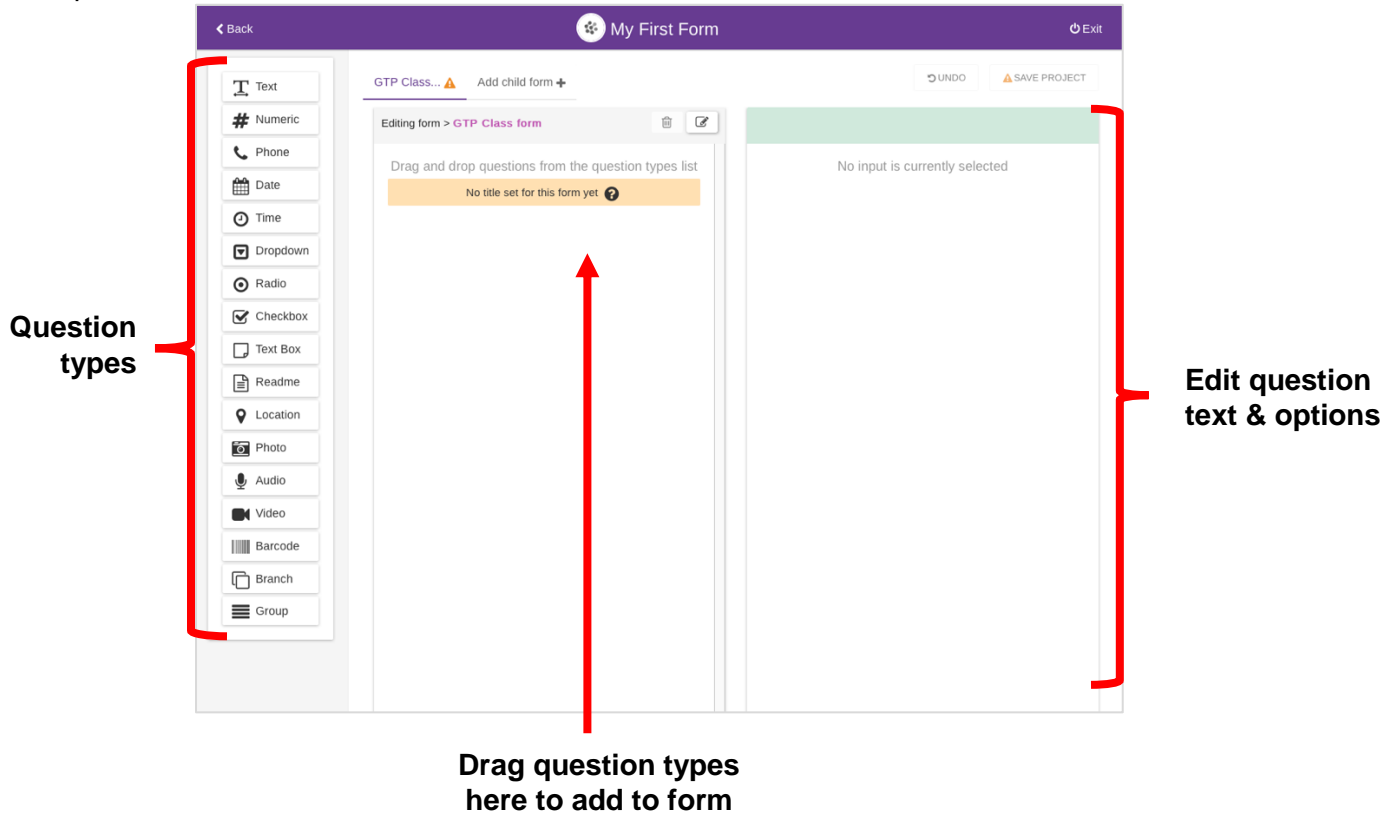 Back
My First Form
Exit
Text
Numeric
Phone
Date
Time
Dropdown
Radio
Checkbox
Text Box
Readme
Location
Photo
Audio
Video
Barcode
Branch
Group
GTP Class...
Add child form
UNDO
SAVE PROJECT
Editing form > GTP Class form
Drag and drop questions from the question types list
No title set for this form yet
No input is currently selected
Question
types
Edit question
text & options
Drag question types
here to add to form